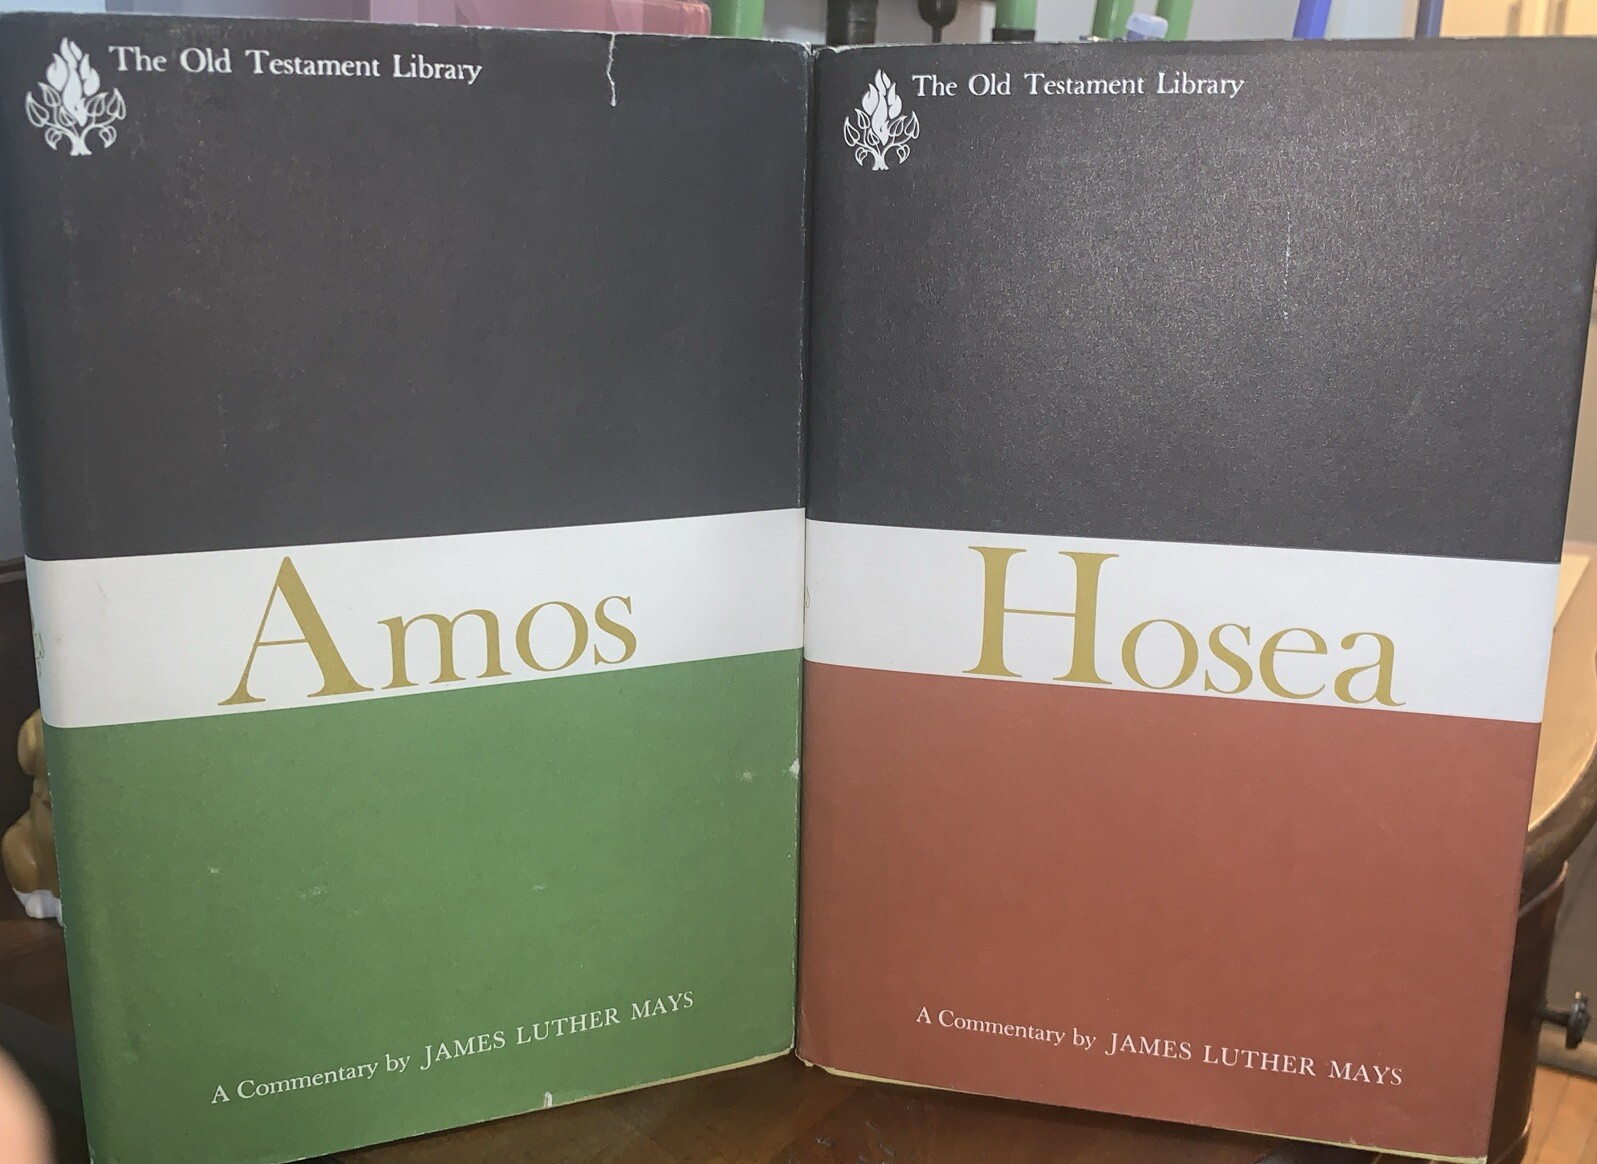 The Old Testament Library
Amos
A Commentary by JAMES LUTHER MAYS
The Old Testament Library
Hosea
A Commentary by JAMES LUTHER MAYS